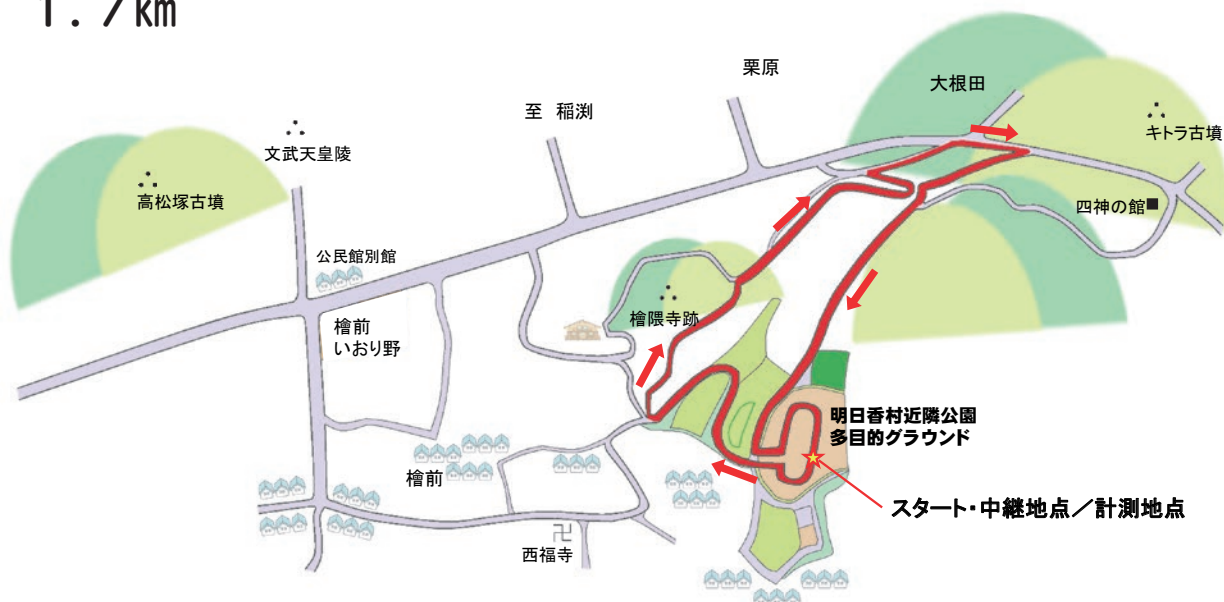 1.7km
栗原
大根田
至 稲渕
キトラ古墳
文武天皇陵
高松塚古墳
四神の館
公民館別館
檜隈寺跡
檜前
いおり野
明日香村近隣公園
多目的グラウンド
檜前
スタート・中継地点／計測地点
西福寺